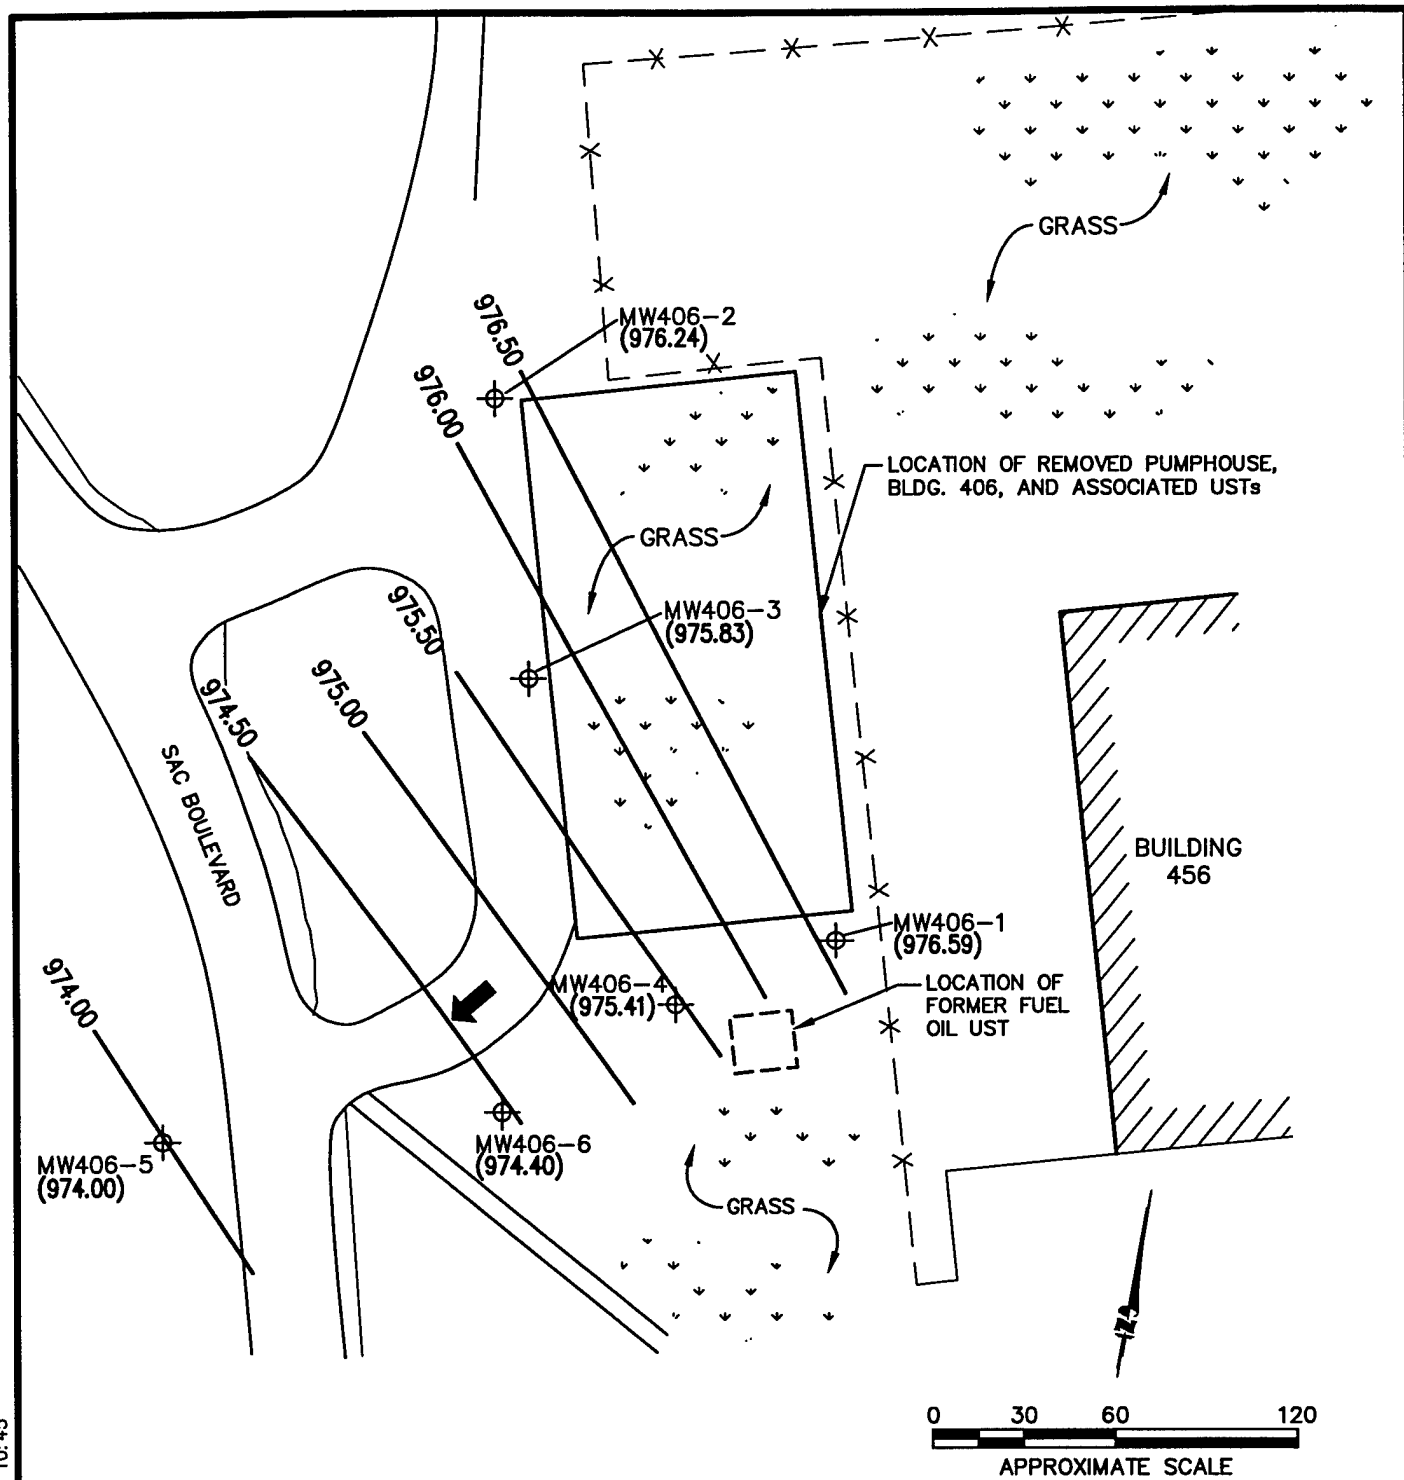 GRASS
976.50
MW406-2
(976.24)
976.00
LOCATION OF REMOVED PUMPHOUSE,
BLDG. 406, AND ASSOCIATED USTs
GRASS
975.50
MW406-3
(975.83)
975.00
974.50
SAC BOULEVARD
BUILDING
456
MW406-1
(976.59)
974.00
MW406-4
(975.41)
LOCATION OF
FORMER FUEL
OIL UST
MW406-6
(974.40)
MW406-5
(974.00)
GRASS
0 30 60 120
APPROXIMATE SCALE